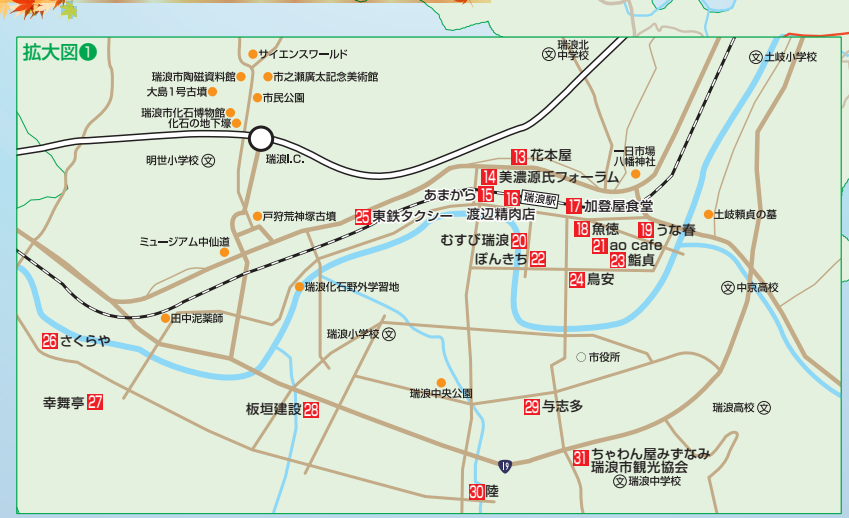 拡大図❶
サイエンスワールド
瑞浪市陶磁資料館
市之瀬廣太記念美術館
大島1号古墳
市民公園
瑞浪市化石博物館
化石の地下壕
明世小学校 文
瑞浪I.C.
瑞浪北
中学校
文
文 土岐小学校
13 花本屋
一日市場
八幡神社
14 美濃源氏フォーラム
あまから 15
16
瑞浪駅
渡辺精肉店
17 加登屋食堂
戸狩荒神塚古墳
25 東鉄タクシー
土岐頼貞の墓
18 魚徳
19 うな春
ミュージアム中仙道
むすび瑞浪 20
21 ao cafe
ぼんきち 22
23 鮨貞
24 鳥安
瑞浪化石野外学習地
文 中京高校
田中泥薬師
瑞浪小学校 文
26 さくらや
市役所
瑞浪中央公園
幸舞亭 27
板垣建設 28
29 与志多
瑞浪高校 文
19
31 ちゃわん屋みずなみ
瑞浪市観光協会
文 瑞浪中学校
30 陸